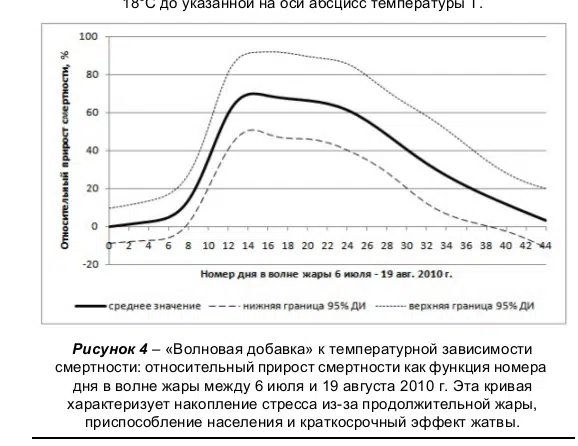 18°С до указанной на оси абсцисс температуры Т.
Относительный прирост смертности, %
100
80
60
40
20
0
-20
0 2 4 6 8 10 12 14 16 18 20 22 24 26 28 30 32 34 36 38 40 42 44
Номер дня в волне жары 6 июля - 19 авг. 2010 г.
среднее значение нижняя граница 95% ДИ верхняя граница 95% ДИ
Рисунок 4 – «Волновая добавка» к температурной зависимости
смертности: относительный прирост смертности как функция номера
дня в волне жары между 6 июля и 19 августа 2010 г. Эта кривая
характеризует накопление стресса из-за продолжительной жары,
приспособление населения и краткосрочный эффект жатвы.